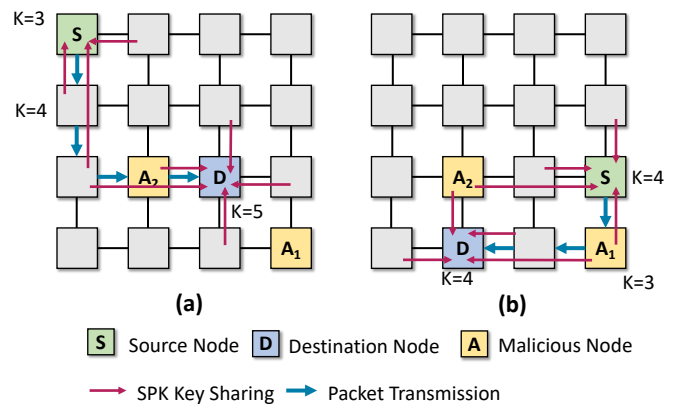 K=3
S
K=4
A₂
D
K=5
A₁
(a)
A₂
S
K=4
D
A₁
K=4
K=3
(b)
S Source Node D Destination Node A Malicious Node
SPK Key Sharing Packet Transmission